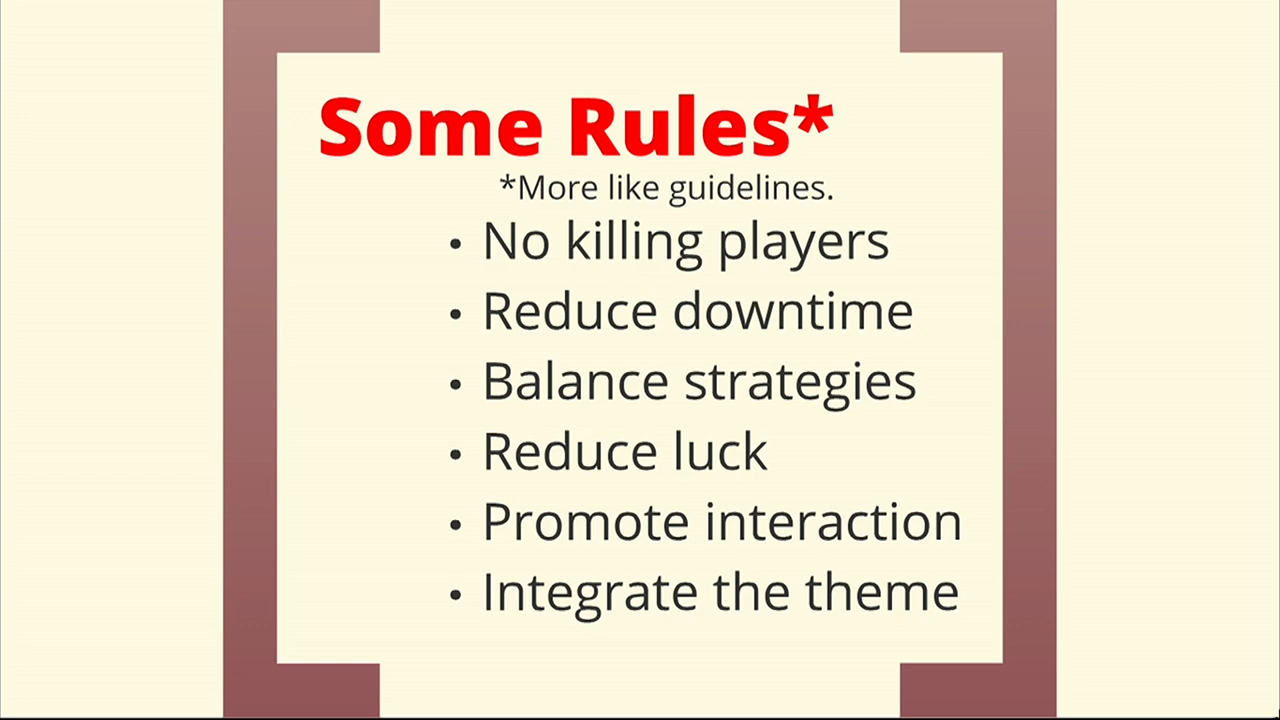 Some Rules*
*More like guidelines.
• No killing players
• Reduce downtime
• Balance strategies
• Reduce luck
• Promote interaction
• Integrate the theme